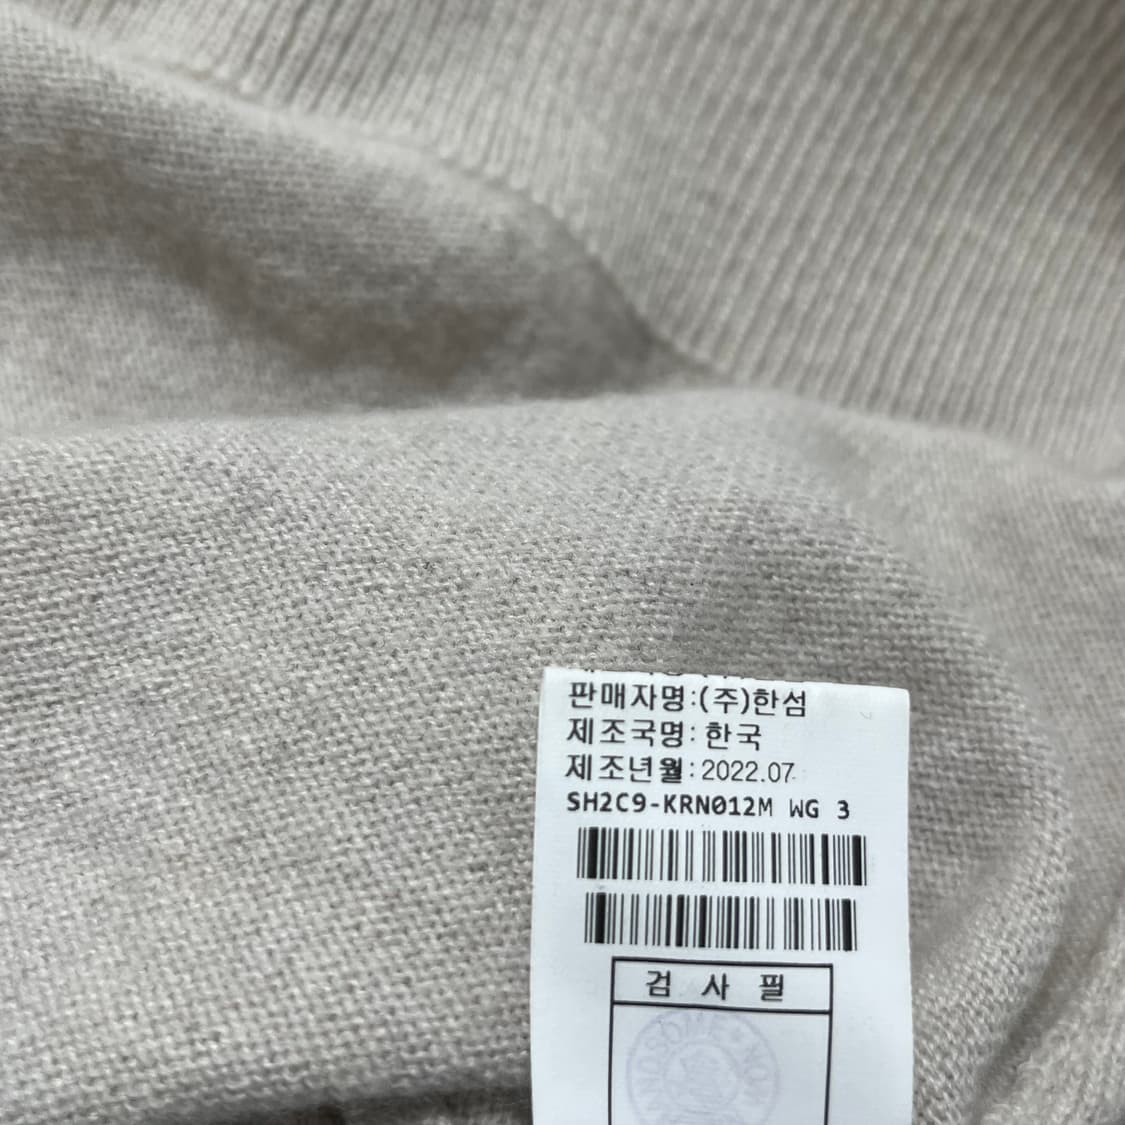 판매자명:(주)한섬
제조국명: 한국
제조년월:2022.07
SH2C9-KRN012M WG 3
검 사 필